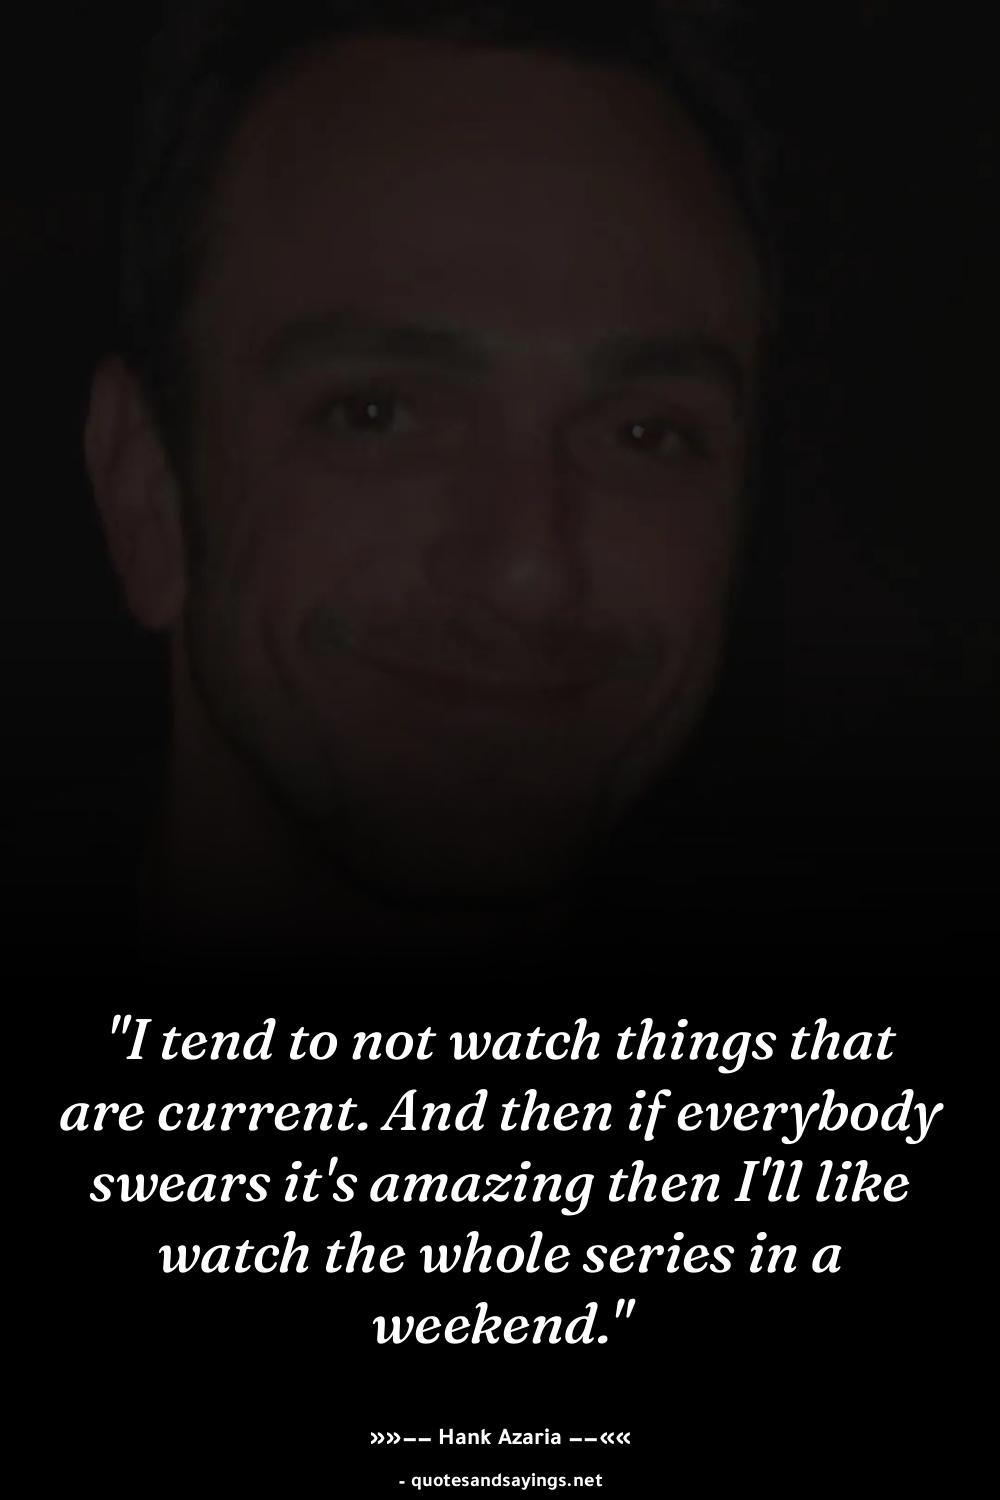 "I tend to not watch things that
are current. And then if everybody
swears it's amazing then I'll like
watch the whole series in a
weekend."
»»–– Hank Azaria ––««
- quotesandsayings.net